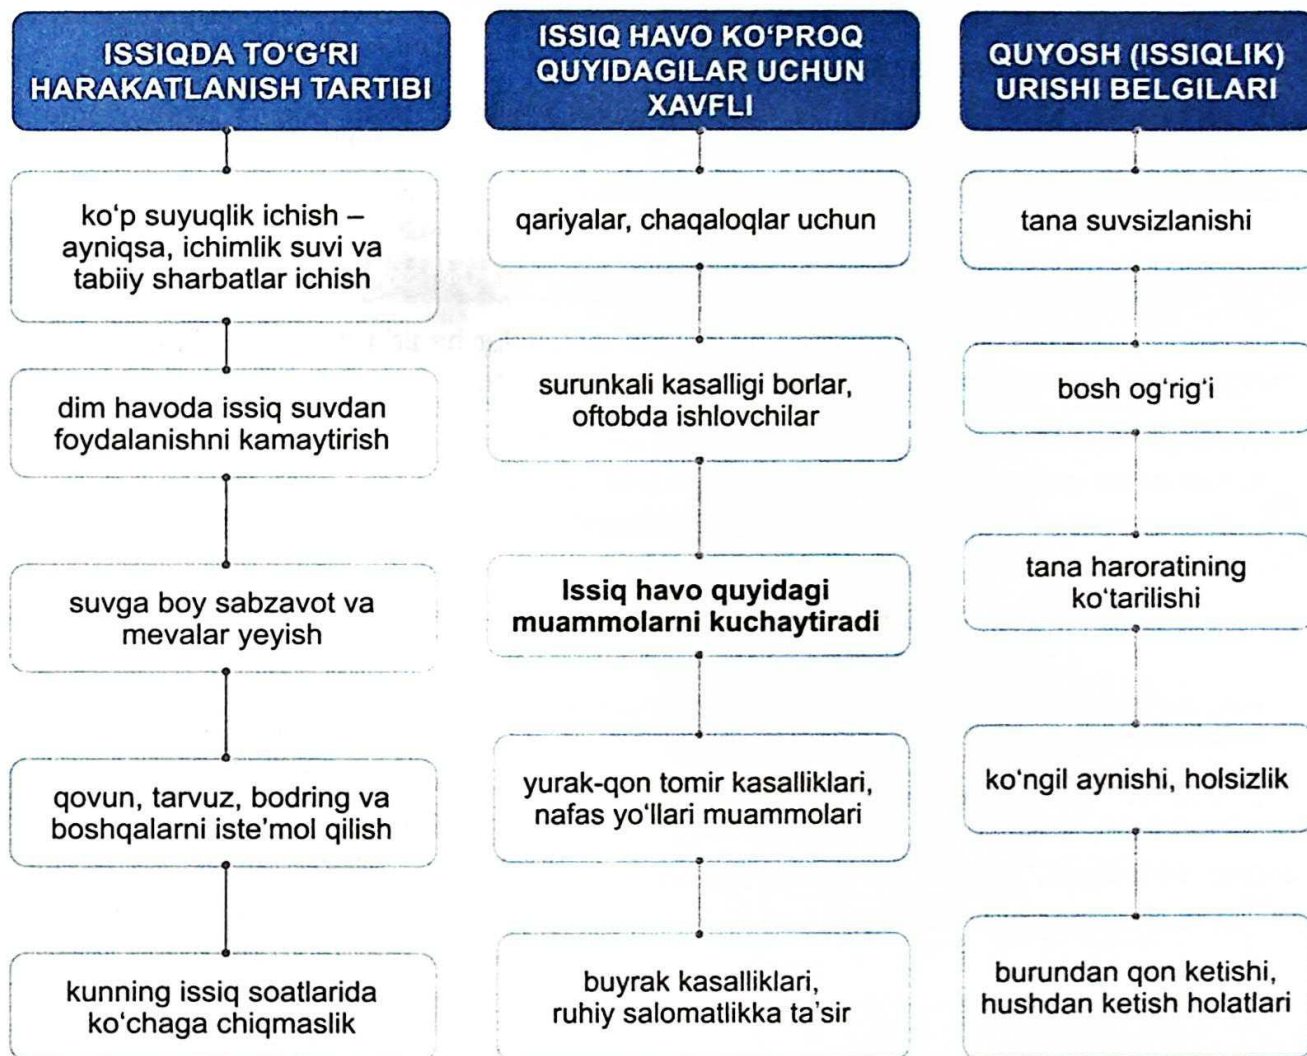 ISSIQDA TO‘G‘RI
HARAKATLANISH TARTIBI
ko‘p suyuqlik ichish –
ayniqsa, ichimlik suvi va
tabiiy sharbatlar ichish
dim havoda issiq suvdan
foydalanishni kamaytirish
suvga boy sabzavot va
mevalar yeyish
qovun, tarvuz, bodring va
boshqalarni iste’mol qilish
kunning issiq soatlarida
ko‘chaga chiqmaslik
ISSIQ HAVO KO‘PROQ
QUYIDAGILAR UCHUN
XAVFLI
qariyalar, chaqaloqlar uchun
surunkali kasalligi borlar,
oftobda ishlovchilar
Issiq havo quyidagi
muammolarni kuchaytiradi
yurak-qon tomir kasalliklari,
nafas yo‘llari muammolari
buyrak kasalliklari,
ruhiy salomatlikka ta’sir
QUYOSH (ISSIQLIK)
URISHI BELGILARI
tana suvsizlanishi
bosh og‘rig‘i
tana haroratining
ko‘tarilishi
ko‘ngil aynishi, holsizlik
burundan qon ketishi,
hushdan ketish holatlari